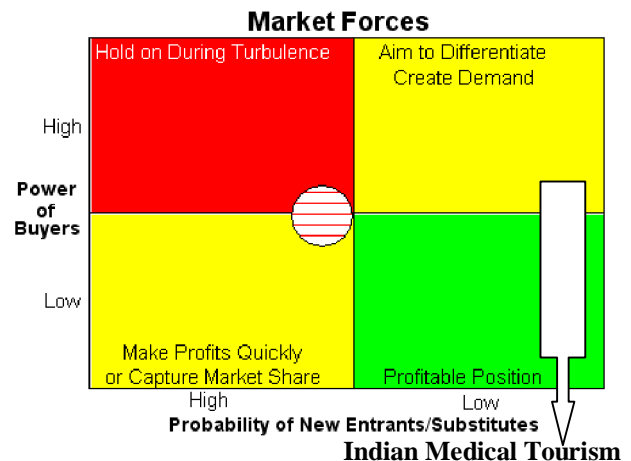 Market Forces
Hold on During Turbulence
Aim to Differentiate
Create Demand
High
Power
of
Buyers
Low
Make Profits Quickly
or Capture Market Share
Profitable Position
High
Low
Probability of New Entrants/Substitutes
Indian Medical Tourism